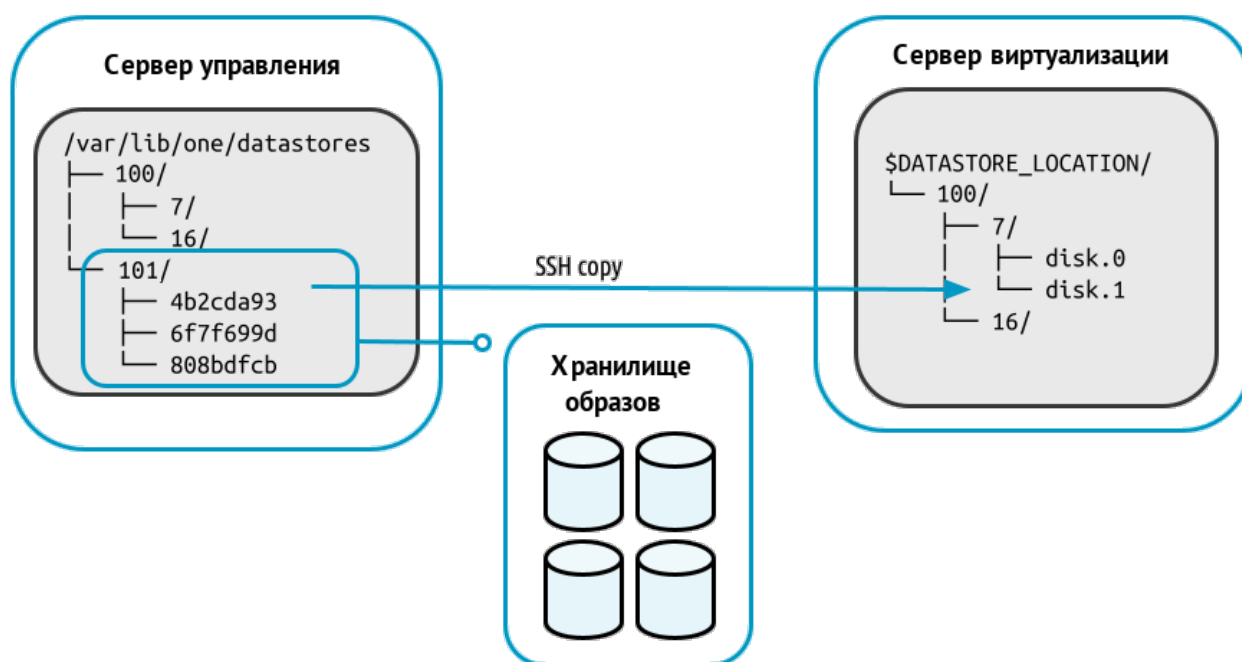 Сервер управления
/var/lib/one/datastores
├── 100/
│   ├── 7/
│   └── 16/
└── 101/
    ├── 4b2cda93
    ├── 6f7f699d
    └── 808bdfcb
SSH copy
Хранилище
образов
Сервер виртуализации
$DATASTORE_LOCATION/
└── 100/
    ├── 7/
    │   ├── disk.0
    │   └── disk.1
    └── 16/